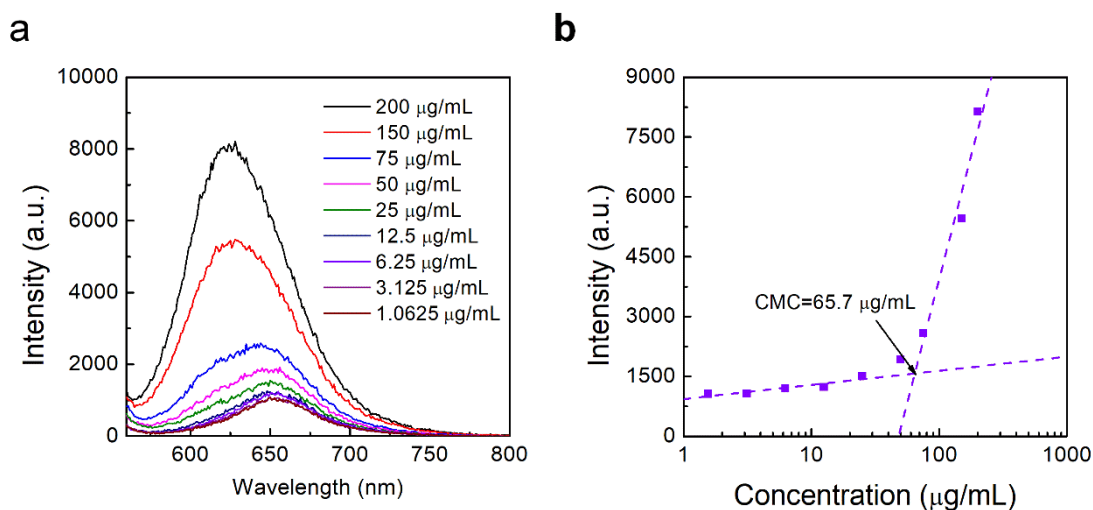 a
10000
8000
6000
4000
2000
0
Intensity (a.u.)
600
650
700
750
800
Wavelength (nm)
200 μg/mL
150 μg/mL
75 μg/mL
50 μg/mL
25 μg/mL
12.5 μg/mL
6.25 μg/mL
3.125 μg/mL
1.0625 μg/mL
b
9000
7500
6000
4500
3000
1500
0
Intensity (a.u.)
CMC=65.7 μg/mL
1
10
100
1000
Concentration (μg/mL)